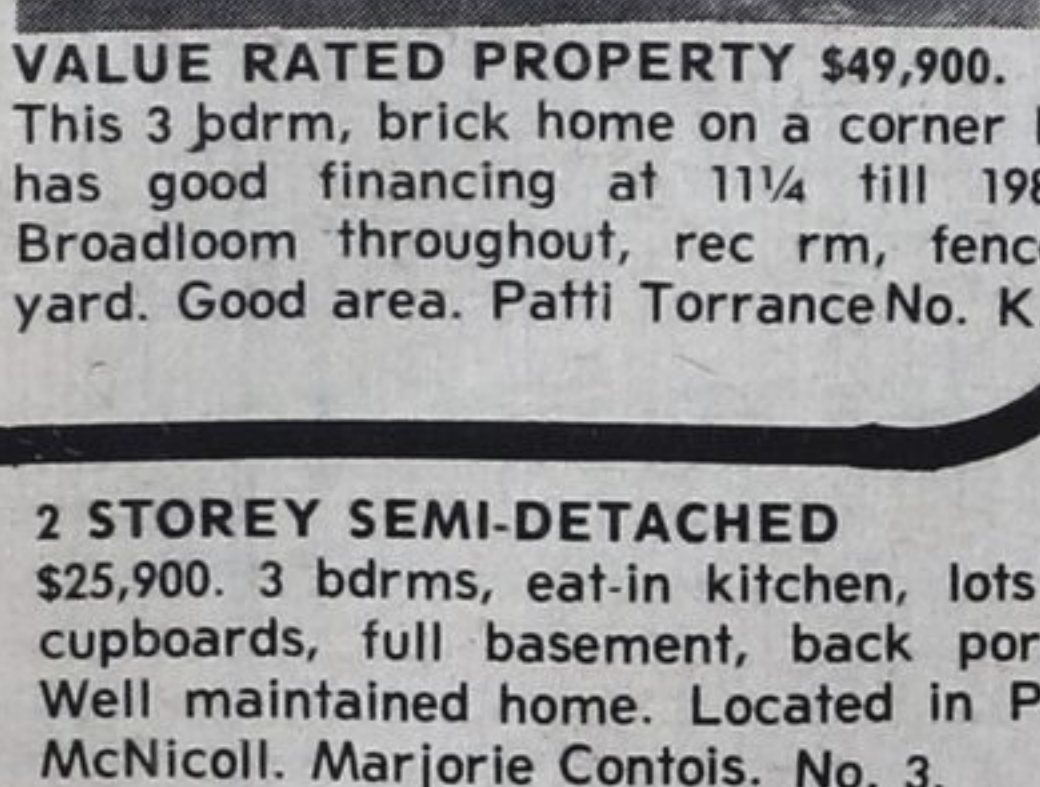 VALUE RATED PROPERTY $49,900.
This 3 bdrm, brick home on a corner
has good financing at 11¼ till
Broadloom throughout, rec rm,
yard. Good area. Patti Torrance No. K
2 STOREY SEMI-DETACHED
$25,900. 3 bdrms, eat-in kitchen, lots
cupboards, full basement, back
Well maintained home. Located in P
McNicoll. Marjorie Contois. No. 3.